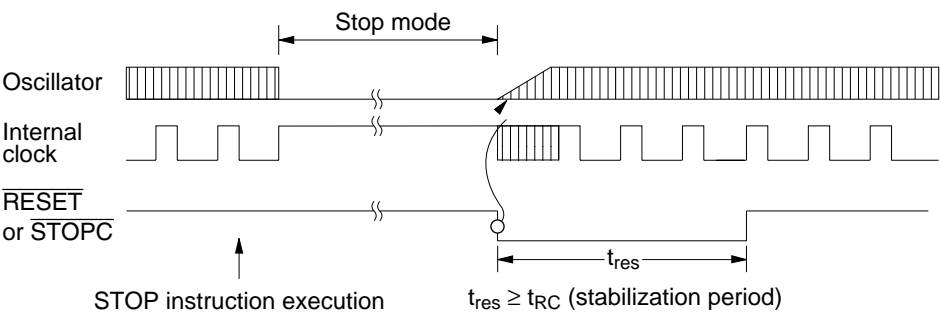 Stop mode
Oscillator
Internal
clock
RESET
or STOPC
tres
STOP instruction execution
tres ≥ tRC (stabilization period)